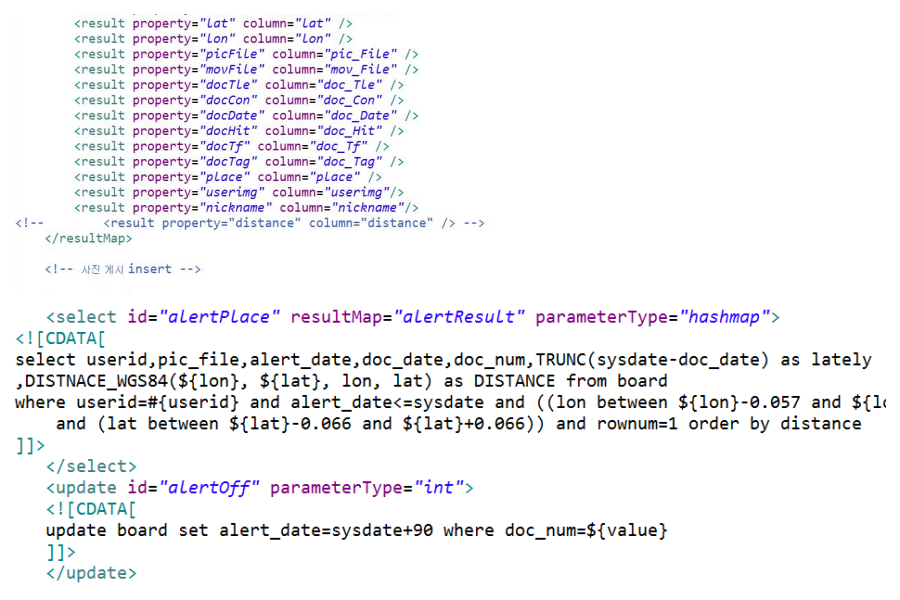 <result property="lat" column="lat" />
<result property="lon" column="lon" />
<result property="picFile" column="pic_File" />
<result property="movFile" column="mov_File" />
<result property="docTle" column="doc_Tle" />
<result property="docCon" column="doc_Con" />
<result property="docDate" column="doc_Date" />
<result property="docHit" column="doc_Hit" />
<result property="docTf" column="doc_Tf" />
<result property="docTag" column="doc_Tag" />
<result property="place" column="place" />
<result property="userimg" column="userimg"/>
<result property="nickname" column="nickname"/>
<!-- <result property="distance" column="distance" /> -->
</resultMap>
<!-- 사진 게시 insert -->
<select id="alertPlace" resultMap="alertResult" parameterType="hashmap">
<![CDATA[
select userid,pic_file,alert_date,doc_date,doc_num,TRUNC(sysdate-doc_date) as lately
,DISTNACE_WGS84(${lon}, ${lat}, lon, lat) as DISTANCE from board
where userid=#{userid} and alert_date<=sysdate and ((lon between ${lon}-0.057 and ${l
and (lat between ${lat}-0.066 and ${lat}+0.066)) and rownum=1 order by distance
]]>
</select>
<update id="alertOff" parameterType="int">
<![CDATA[
update board set alert_date=sysdate+90 where doc_num=${value}
]]>
</update>